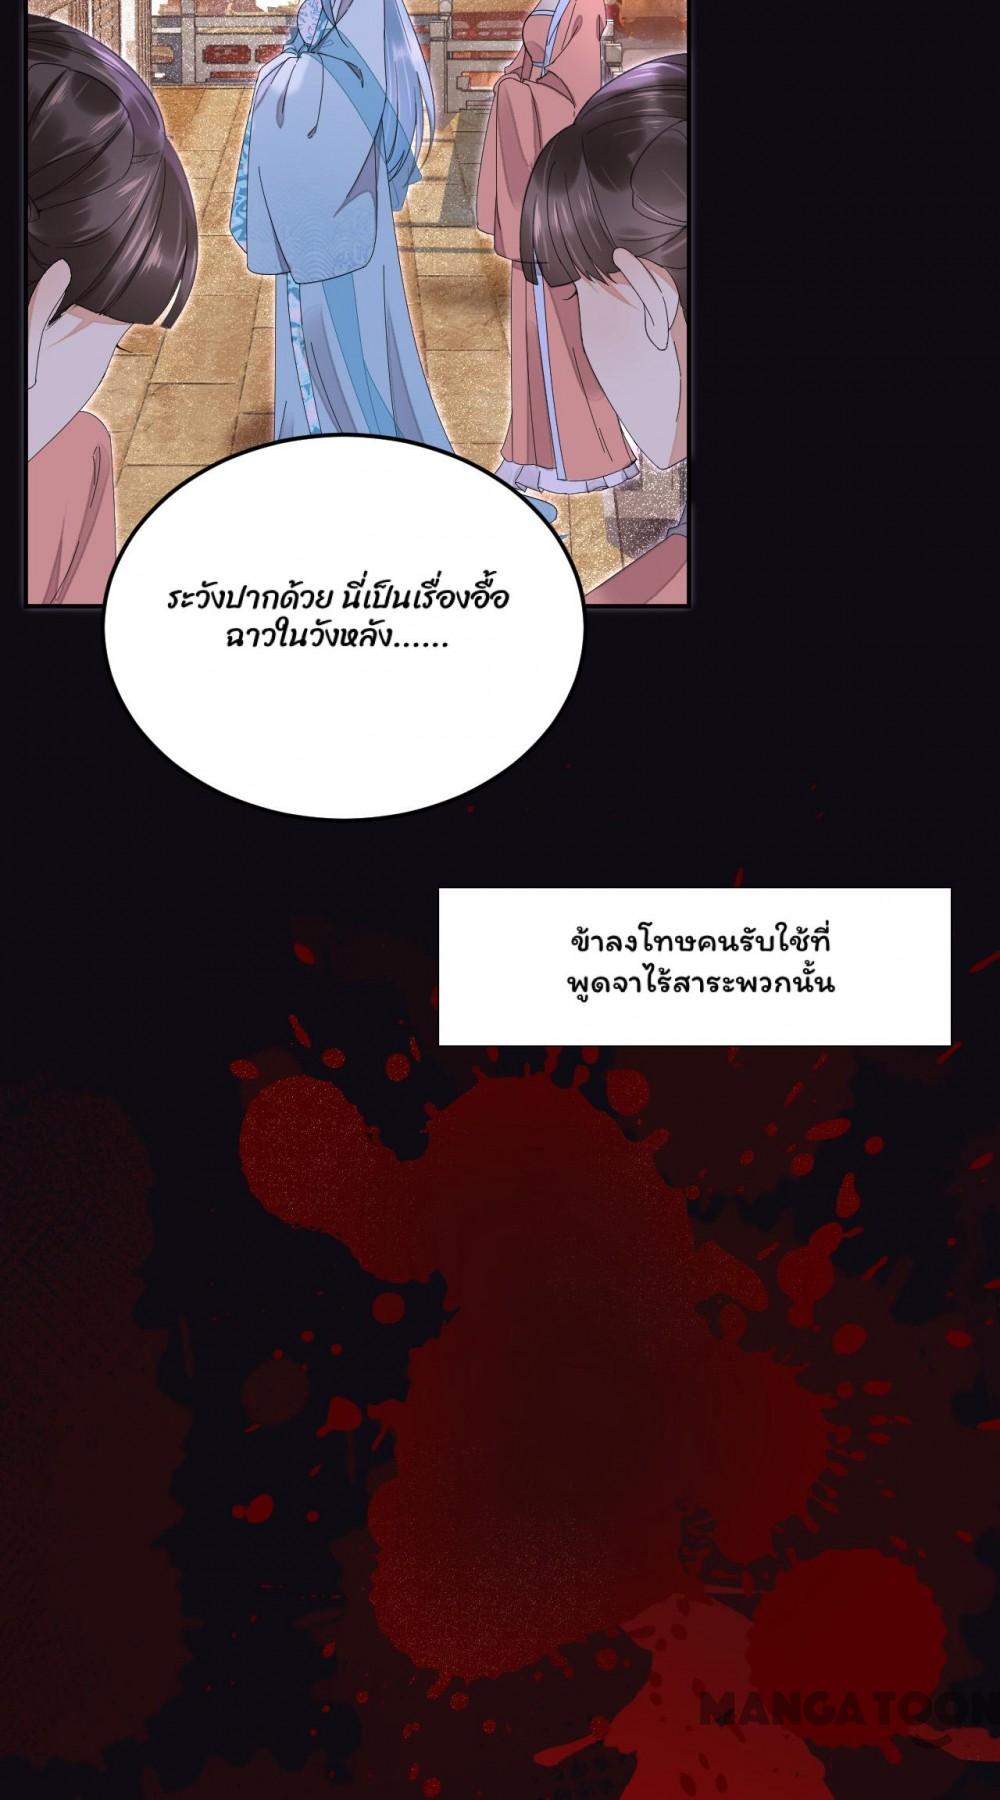 ระวังปากด้วย นี่เป็นเรื่องอื้อ
ฉาวในวังหลัง......
ข้าลงโทษคนรับใช้ที่
พูดจาไร้สาระพวกนั้น
MANGA TOON